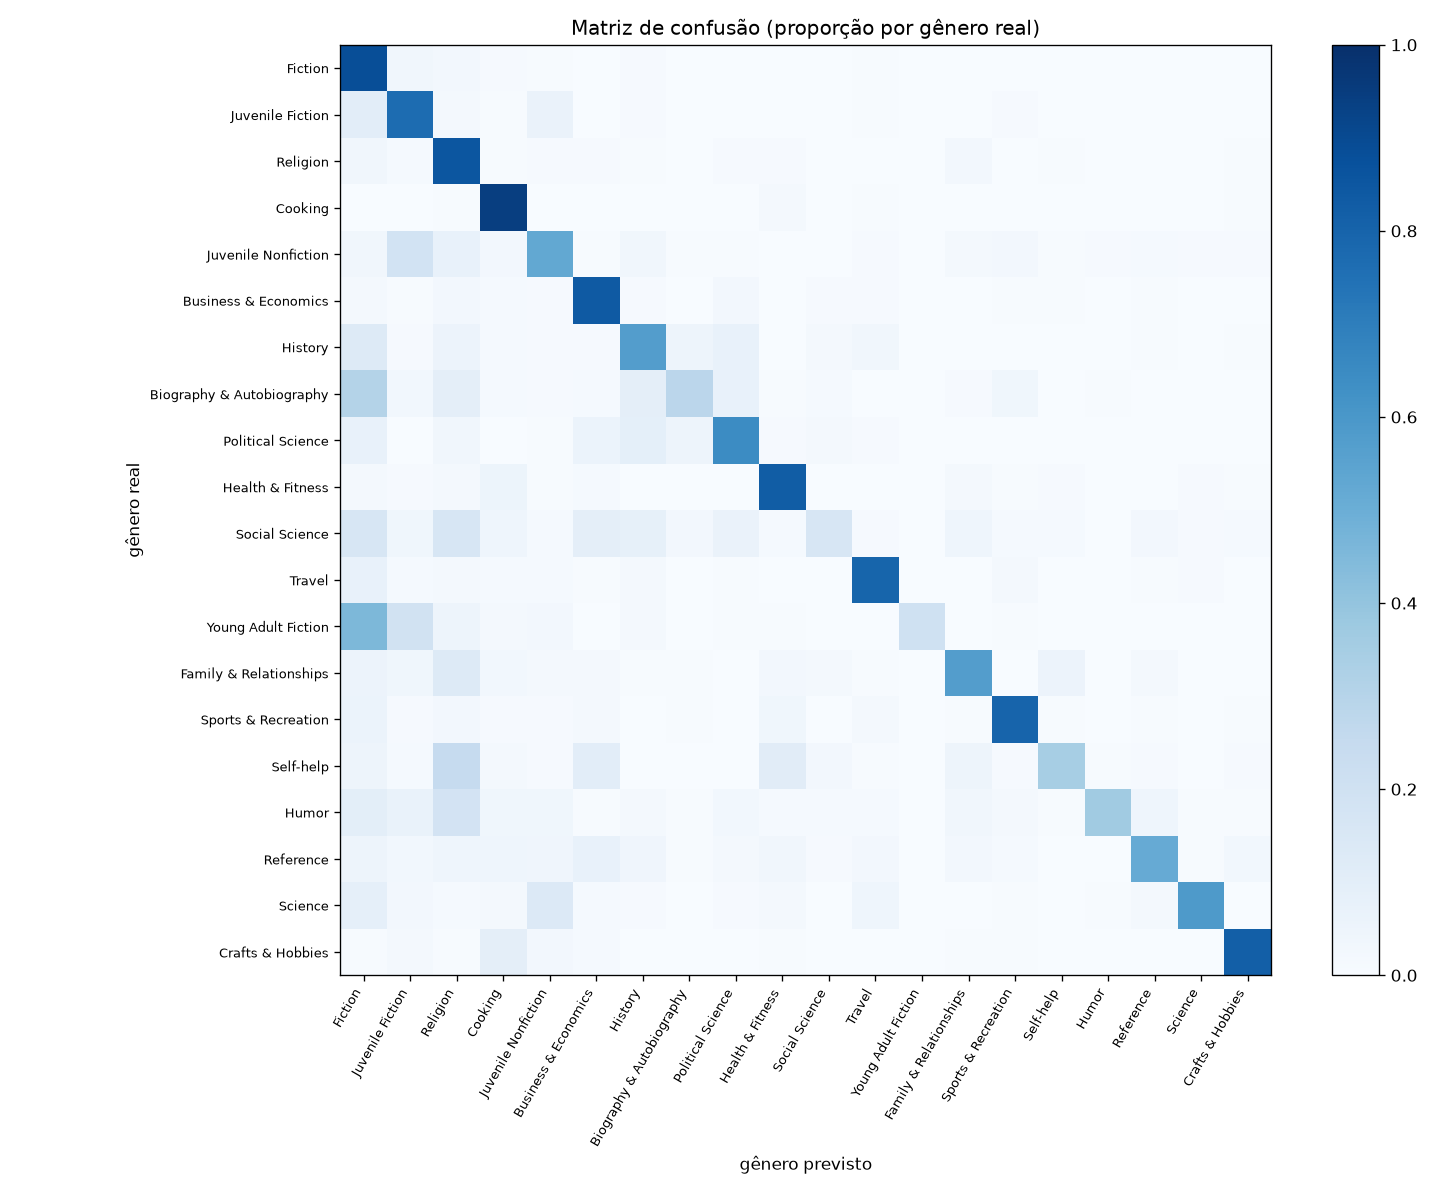 Matriz de confusão (proporção por gênero real)
gênero real
Fiction
Juvenile Fiction
Religion
Cooking
Juvenile Nonfiction
Business & Economics
History
Biography & Autobiography
Political Science
Health & Fitness
Social Science
Travel
Young Adult Fiction
Family & Relationships
Sports & Recreation
Self-help
Humor
Reference
Science
Crafts & Hobbies
Fiction
Juvenile Fiction
Religion
Cooking
Juvenile Nonfiction
Business & Economics
History
Biography & Autobiography
Political Science
Health & Fitness
Social Science
Travel
Young Adult Fiction
Family & Relationships
Sports & Recreation
Self-help
Humor
Reference
Science
Crafts & Hobbies
gênero previsto
1.0
0.8
0.6
0.4
0.2
0.0